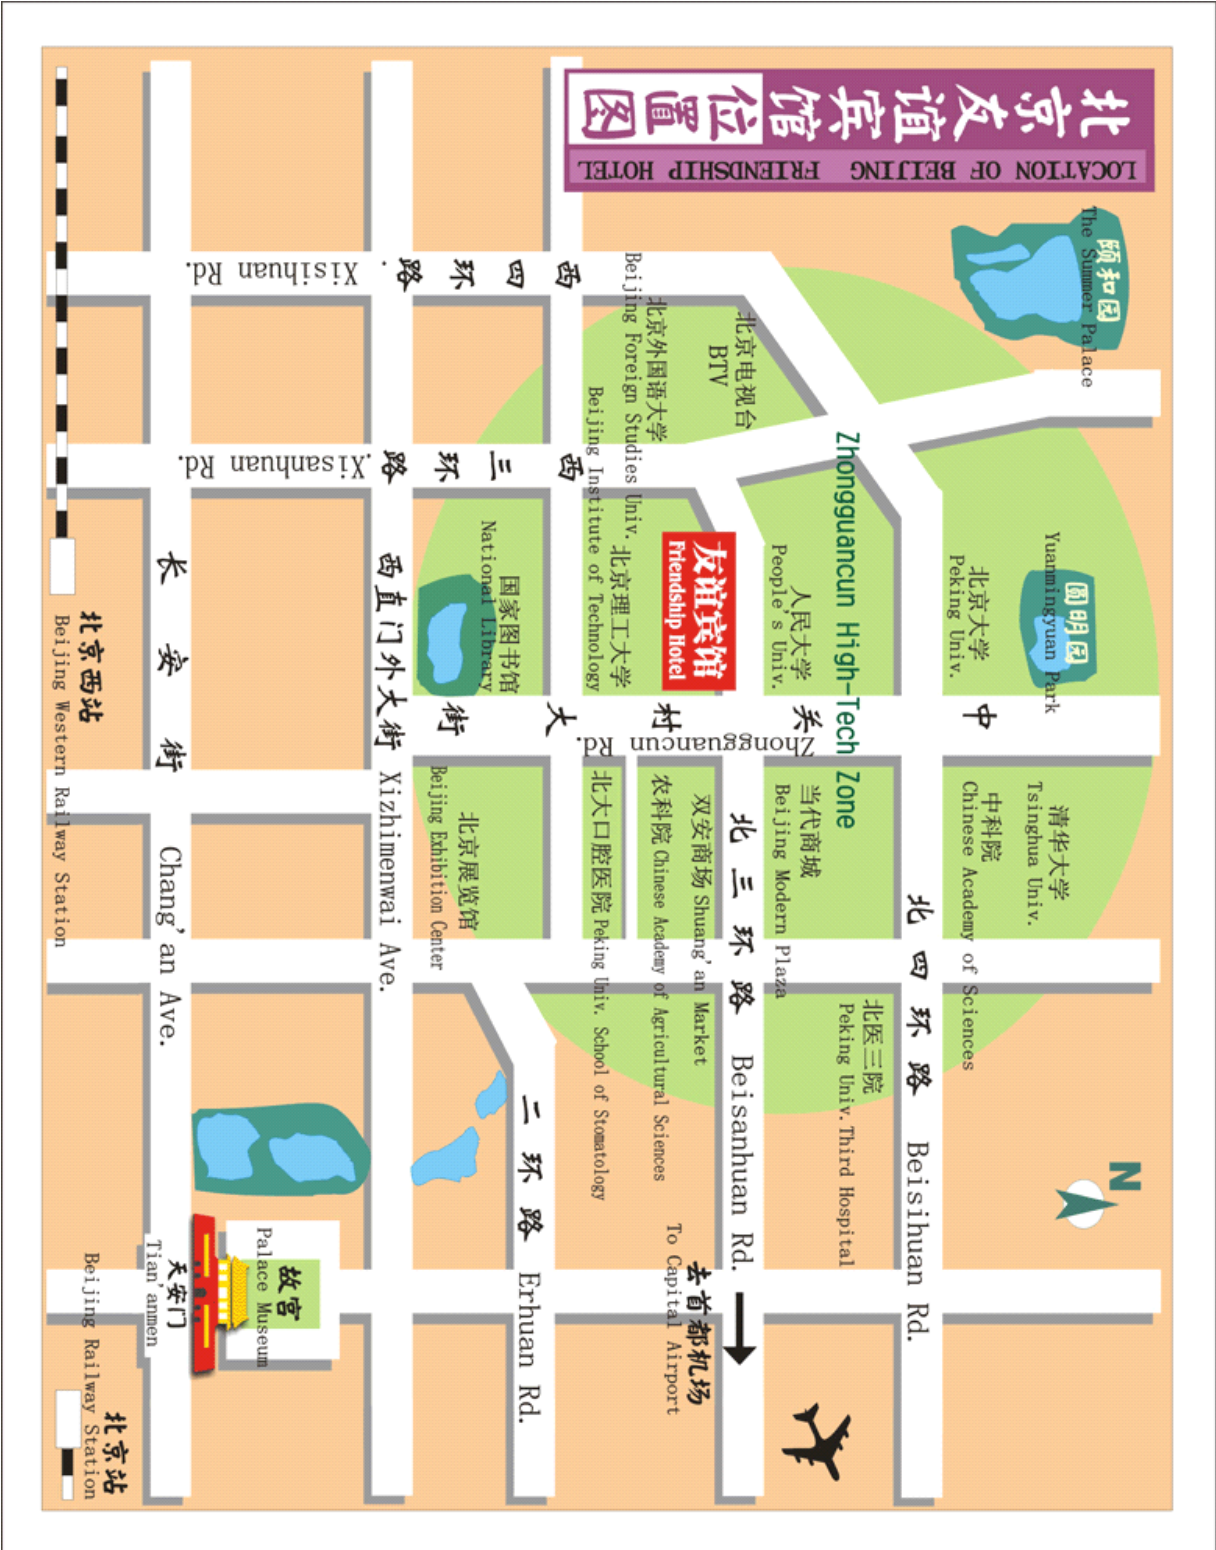 北京友谊宾馆位置图
LOCATION OF BEIJING FRIENDSHIP HOTEL
颐和园
The Summer Palace
西四环路
Xisihuan Rd.
北京电视台
BTV
北京外国语大学
Beijing Foreign Studies Univ.
西三环路
Xisanhuan Rd.
北京理工大学
Beijing Institute of Technology
国家图书馆
National Library
友谊宾馆
Friendship Hotel
人民大学
People's Univ.
Zhongguancun High-Tech Zone
北京大学
Peking Univ.
圆明园
Yuanmingyuan Park
中关村大街
Zhongguancun Rd.
清华大学
Tsinghua Univ.
中科院
Chinese Academy of Sciences
当代商城
Beijing Modern Plaza
双安商场 Shuang'an Market
农科院 Chinese Academy of Agricultural Sciences
北大口腔医院 Peking Univ. School of Stomatology
北京展览馆
Beijing Exhibition Center
北医三院
Peking Univ. Third Hospital
北四环路 Beisihuan Rd.
北三环路 Beisanhuan Rd.
二环路 Erhuan Rd.
西直门外大街 Xizhimenwai Ave.
长安街 Chang'an Ave.
北京西站
Beijing Western Railway Station
N
去首都机场
To Capital Airport
故宫
Palace Museum
天安门
Tian'anmen
北京站
Beijing Railway Station